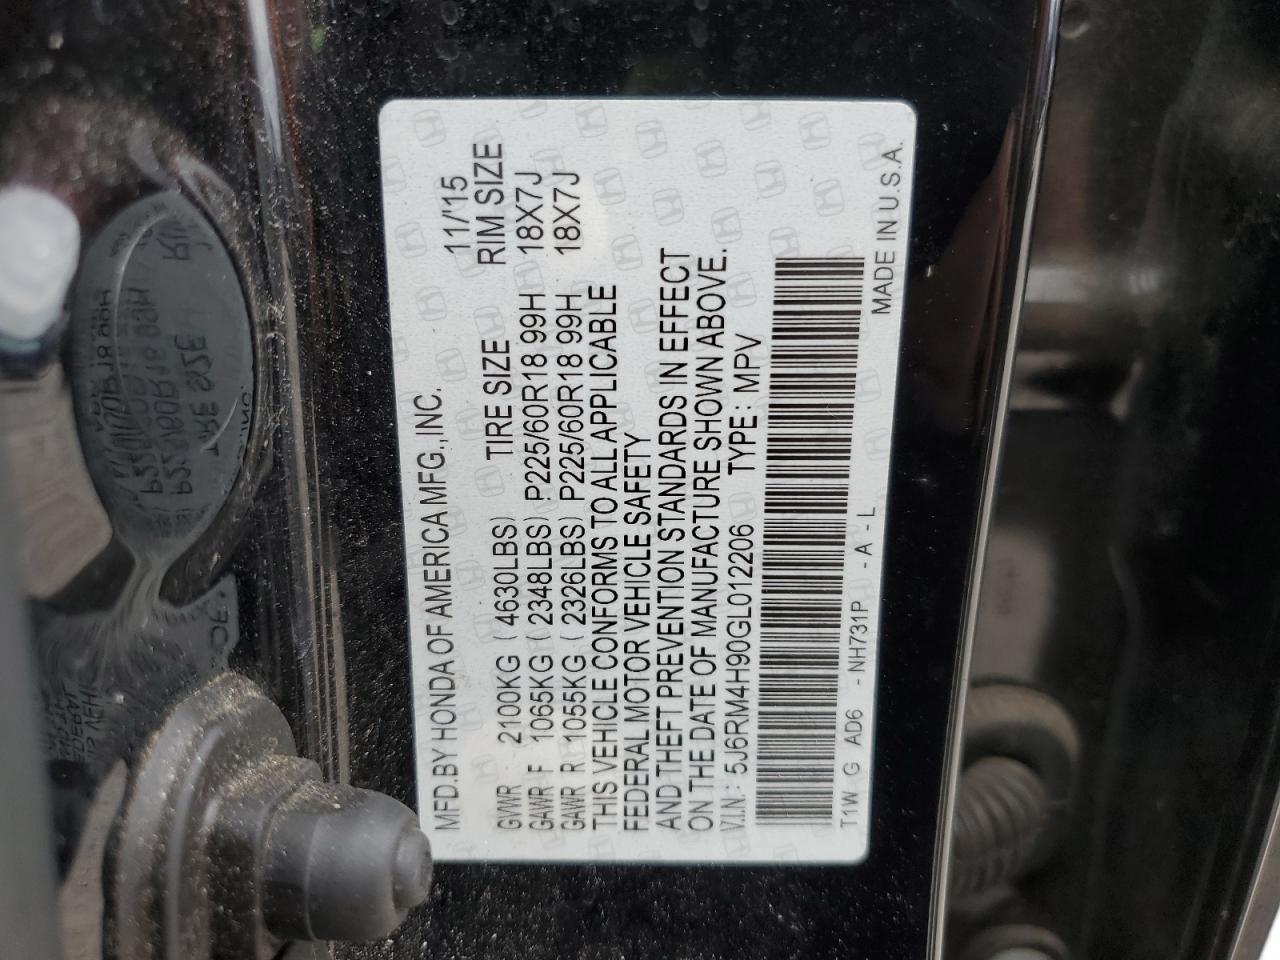 MFD.BY HONDA OF AMERICA MFG.,INC. 11/'15
GVWR 2100KG ( 4630LBS) TIRE SIZE RIM SIZE
GAWR F 1065KG ( 2348LBS) P225/60R18 99H 18X7J
GAWR R 1055KG ( 2326LBS) P225/60R18 99H 18X7J
THIS VEHICLE CONFORMS TO ALL APPLICABLE
FEDERAL MOTOR VEHICLE SAFETY
AND THEFT PREVENTION STANDARDS IN EFFECT
ON THE DATE OF MANUFACTURE SHOWN ABOVE.
V.I.N: 5J6RM4H90GL012206 TYPE: MPV
T1W G AD6 - NH731P - A - L MADE IN U.S.A.